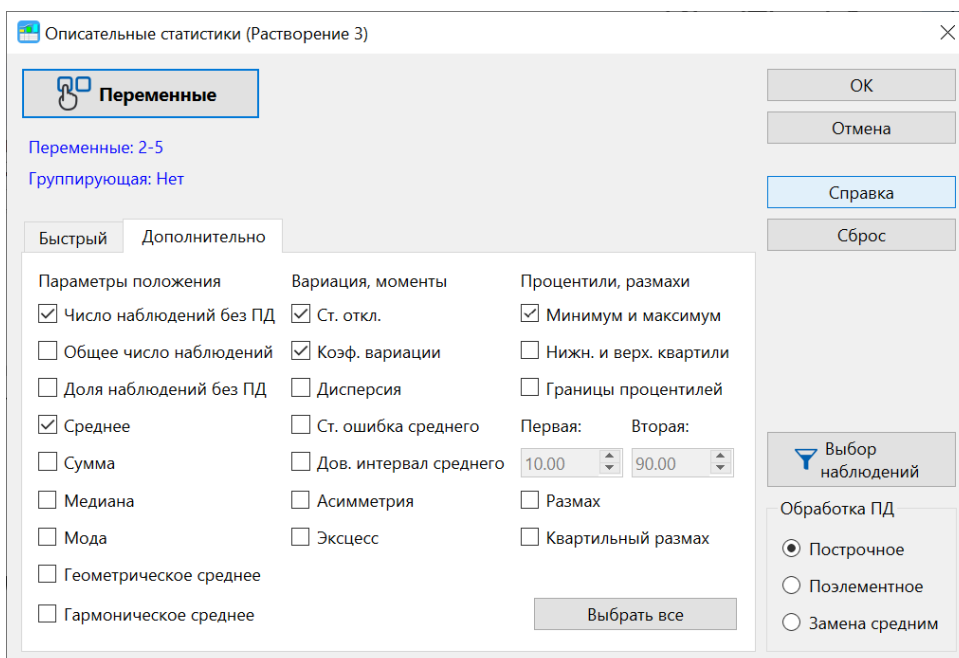 Описательные статистики (Растворение 3)
Переменные
Переменные: 2-5
Группирующая: Нет
Быстрый
Дополнительно
Параметры положения
Число наблюдений без ПД
Общее число наблюдений
Доля наблюдений без ПД
Среднее
Сумма
Медиана
Мода
Геометрическое среднее
Гармоническое среднее
Вариация, моменты
Ст. откл.
Коэф. вариации
Дисперсия
Ст. ошибка среднего
Дов. интервал среднего
Асимметрия
Эксцесс
Процентили, размахи
Минимум и максимум
Нижн. и верх. квартили
Границы процентилей
Первая: Вторая:
10.00 90.00
Размах
Квартильный размах
Выбрать все
OK
Отмена
Справка
Сброс
Выбор
наблюдений
Обработка ПД
Построчное
Поэлементное
Замена средним